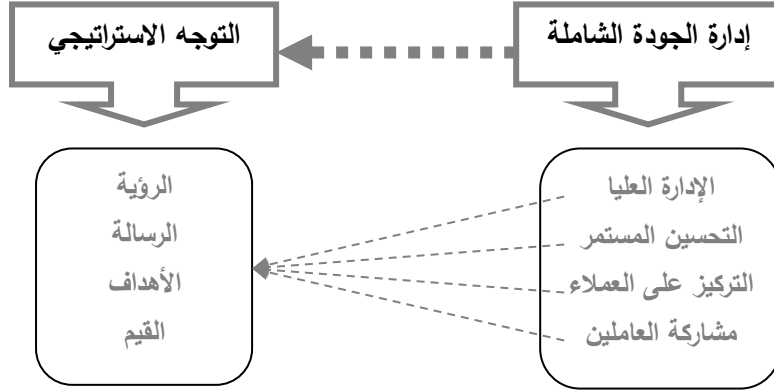 إدارة الجودة الشاملة
التوجه الاستراتيجي
الإدارة العليا
التحسين المستمر
التركيز على العملاء
مشاركة العاملين
الرؤية
الرسالة
الأهداف
القيم